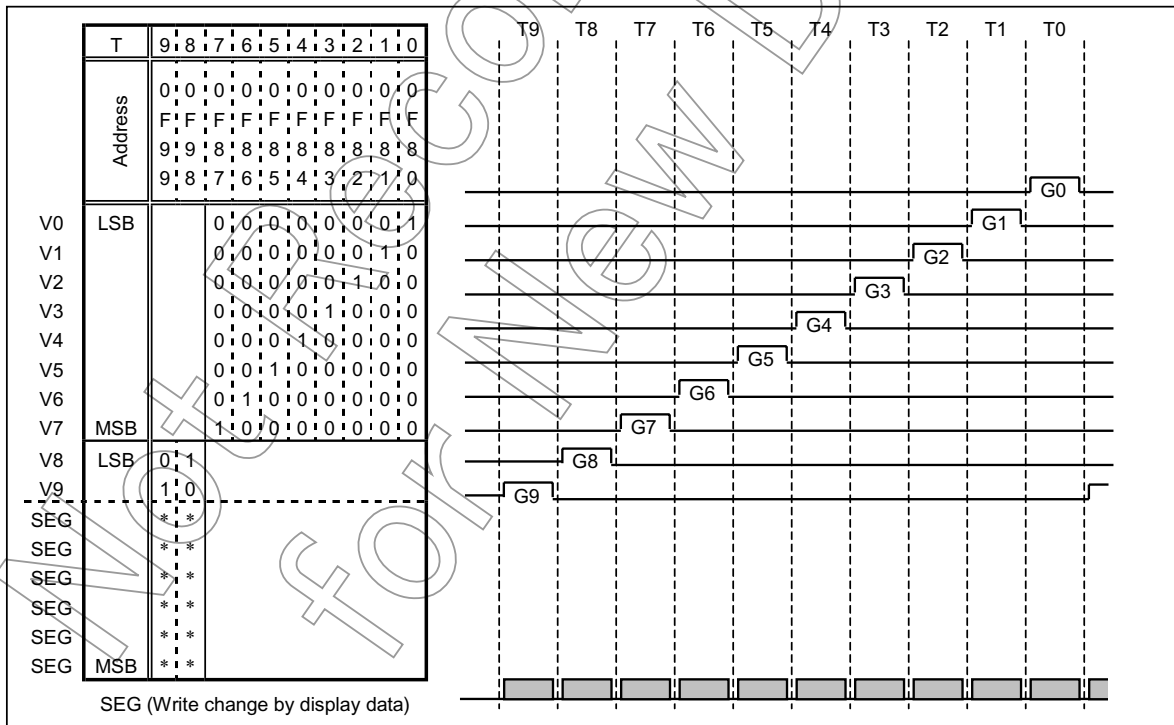 T 9 8 7 6 5 4 3 2 1 0
Address
0 0 0 0 0 0 0 0 0 0
F F F F F F F F F F
9 9 8 8 8 8 8 8 8 8
9 8 7 6 5 4 3 2 1 0
V0 LSB 0 0 0 0 0 0 0 1
V1 0 0 0 0 0 0 1 0
V2 0 0 0 0 0 1 0 0
V3 0 0 0 0 1 0 0 0
V4 0 0 0 1 0 0 0 0
V5 0 0 1 0 0 0 0 0
V6 0 1 0 0 0 0 0 0
V7 MSB 1 0 0 0 0 0 0 0
V8 LSB 0 1
V9 1 0
SEG * *
SEG * *
SEG * *
SEG * *
SEG * *
SEG MSB * *
SEG (Write change by display data)
T9 T8 T7 T6 T5 T4 T3 T2 T1 T0
G0
G1
G2
G3
G4
G5
G6
G7
G8
G9
Not Recom
for New D